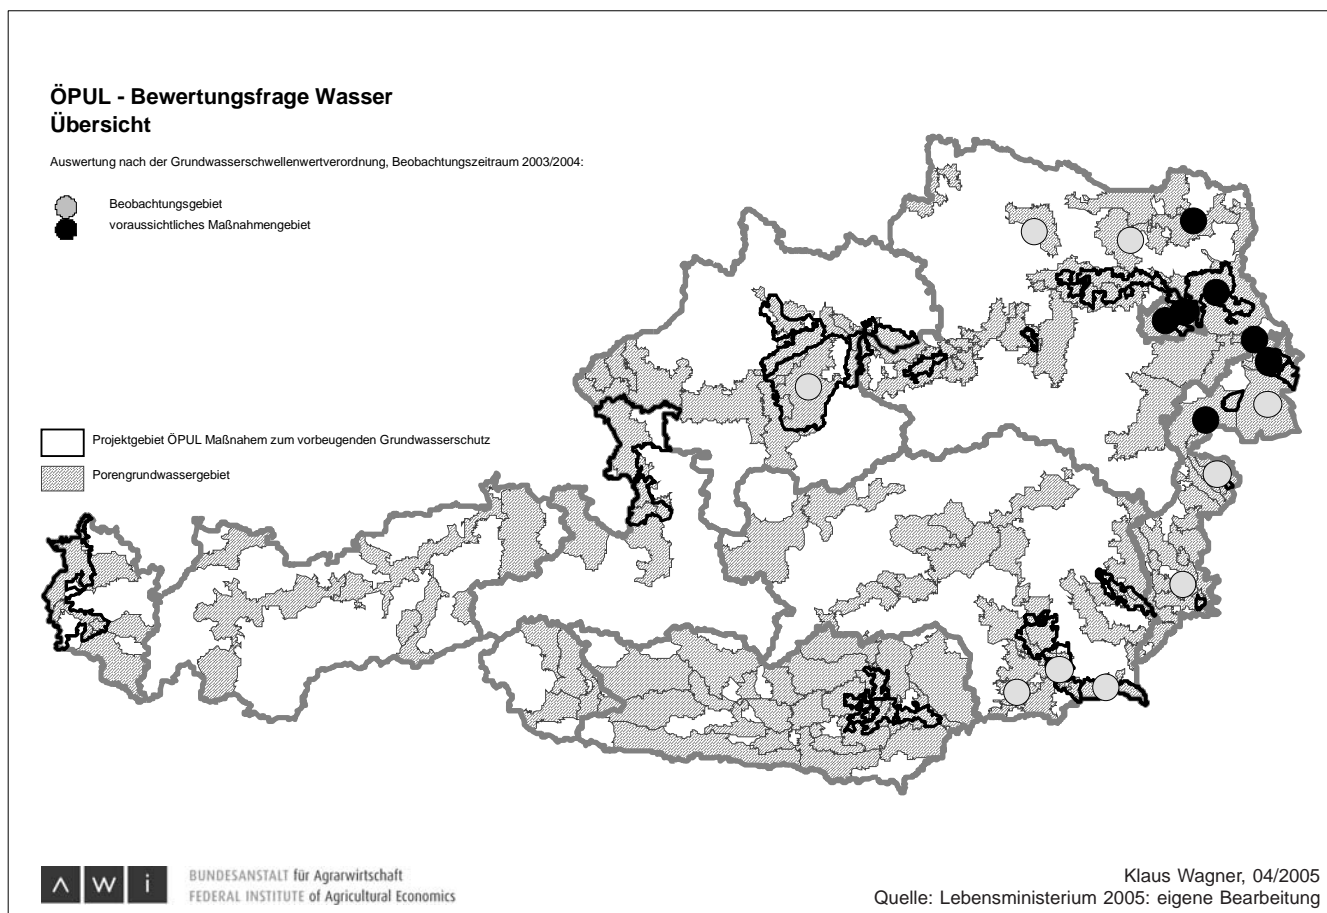 ÖPUL - Bewertungsfrage Wasser
Übersicht
Auswertung nach der Grundwasserschwellenwertverordnung, Beobachtungszeitraum 2003/2004:
Beobachtungsgebiet
voraussichtliches Maßnahmengebiet
Projektgebiet ÖPUL Maßnahem zum vorbeugenden Grundwasserschutz
Porengrundwassergebiet
AWi BUNDESANSTALT für Agrarwirtschaft
FEDERAL INSTITUTE of Agricultural Economics
Klaus Wagner, 04/2005
Quelle: Lebensministerium 2005: eigene Bearbeitung